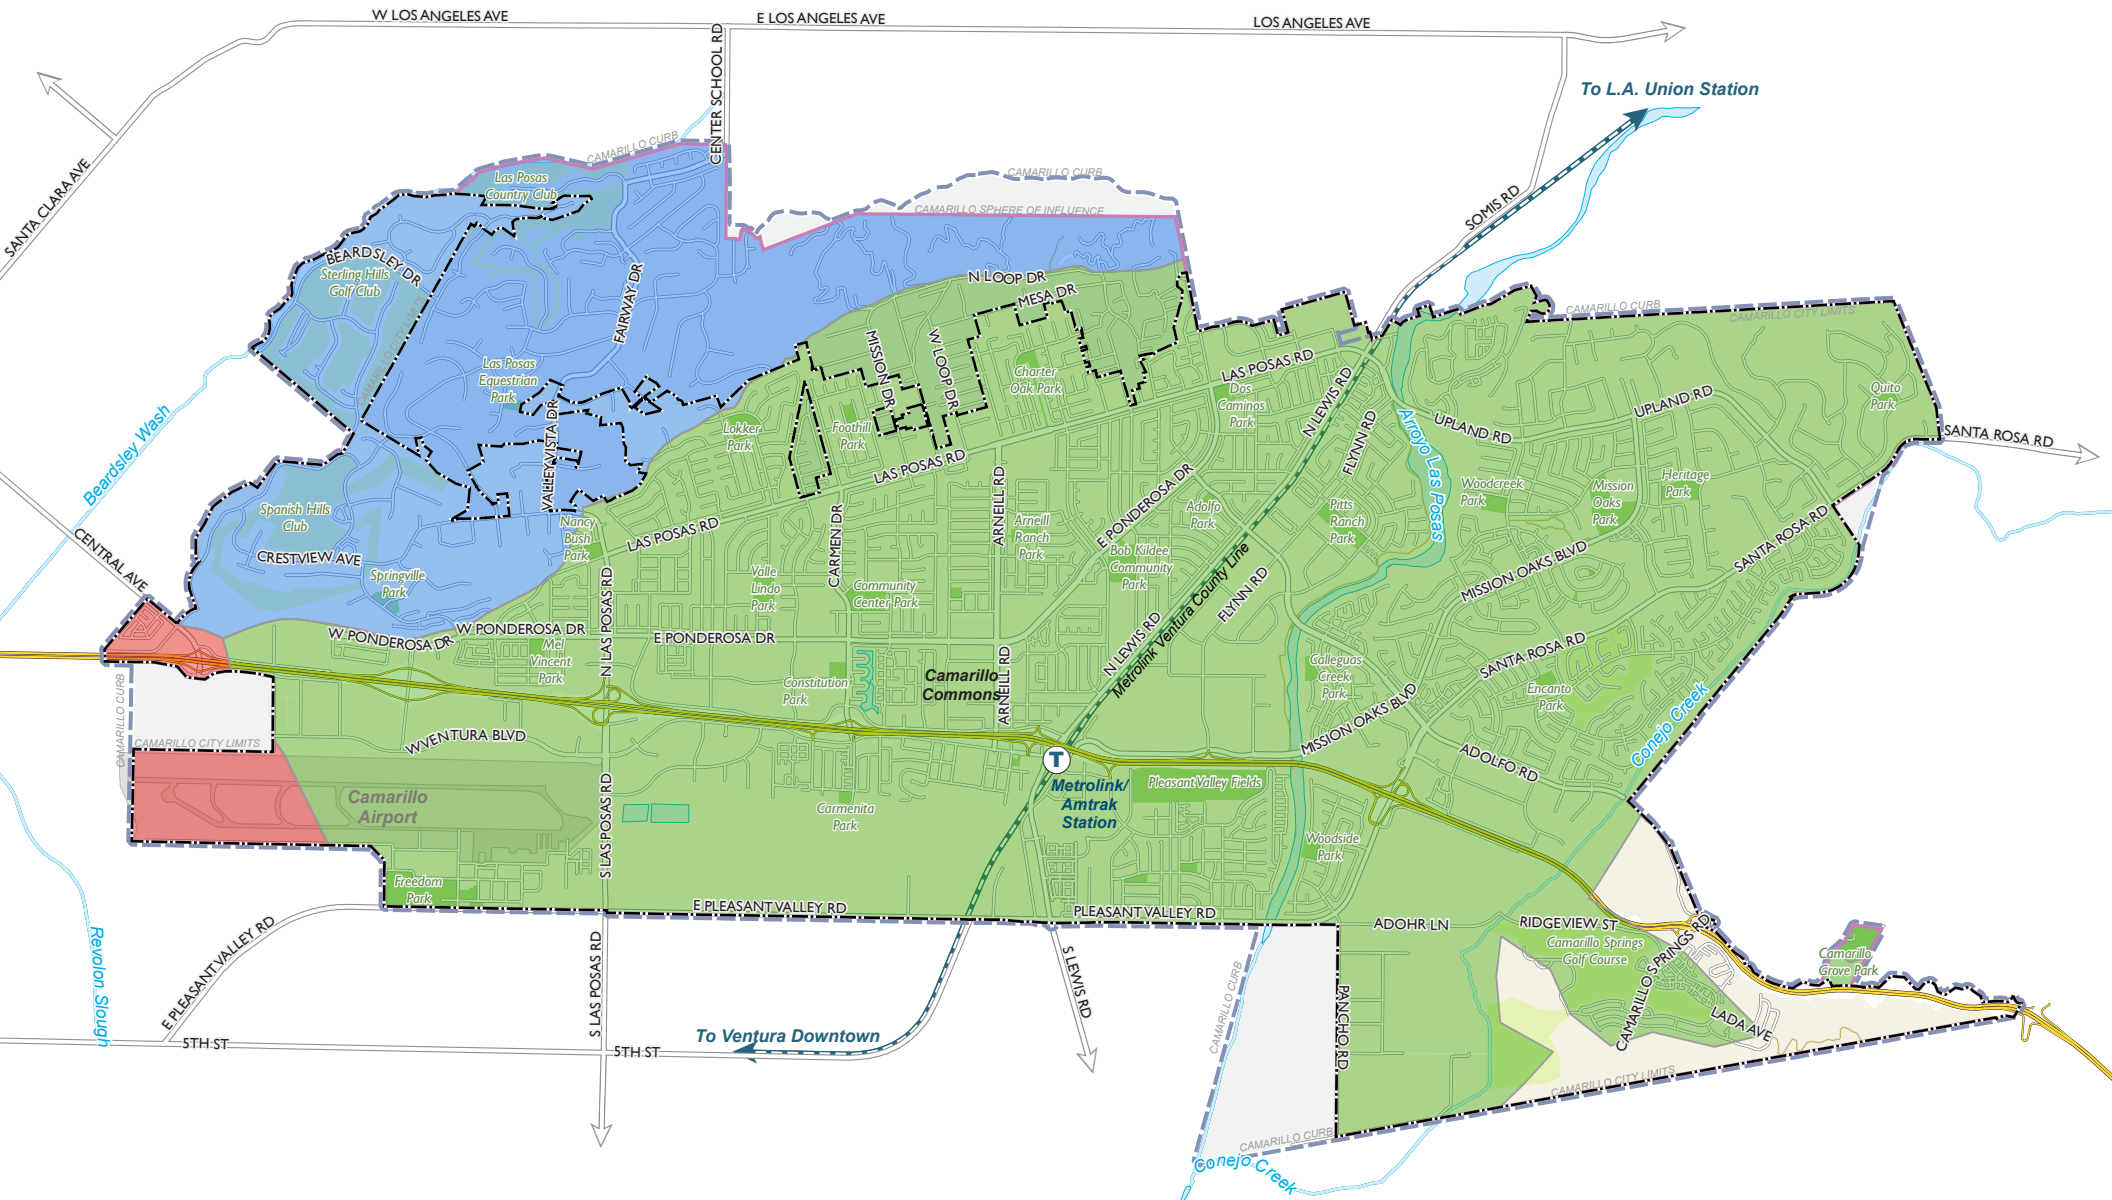 W LOS ANGELES AVE
E LOS ANGELES AVE
LOS ANGELES AVE
CENTER SCHOOL RD
To L.A. Union Station
SANTA CLARA AVE
CAMARILLO CURB
CAMARILLO CURB
Las Posas
Country Club
CAMARILLO SPHERE OF INFLUENCE
SOMIS RD
BEARDSLEY DR
Sterling Hills
Golf Club
CAMARILLO CITY LIMITS
FAIRWAY DR
N LOOP DR
MESA DR
CAMARILLO CURB
CAMARILLO CITY LIMITS
Las Posas
Equestrian
Park
MISSION DR
W LOOP DR
Charter
Oak Park
LAS POSAS RD
Dos
Caminos
Park
N LEWIS RD
FLYNN RD
Arroyo Las Posas
UPLAND RD
UPLAND RD
Quito
Park
SANTA ROSA RD
Beardsley Wash
VALLEY VISTA DR
Lokker
Park
Foothill
Park
LAS POSAS RD
ARNEILL RD
E PONDEROSA DR
Adolfo
Park
Pitts
Ranch
Park
Woodcreek
Park
Mission
Oaks
Park
Heritage
Park
Spanish Hills
Club
CRESTVIEW AVE
Springville
Park
CENTRAL AVE
Nancy
Bush
Park
LAS POSAS RD
CARMEN DR
Arneill
Ranch
Park
Bob Kildee
Community
Park
Valle
Lindo
Park
Community
Center Park
SANTA ROSA RD
MISSION OAKS BLVD
FLYNN RD
Metrolink Ventura County Line
N LEWIS RD
W PONDEROSA DR
W PONDEROSA DR
N LAS POSAS RD
E PONDEROSA DR
Mel
Vincent
Park
Constitution
Park
Camarillo
Commons
ARNEILL RD
Calleguas
Creek
Park
SANTA ROSA RD
Encanto
Park
MISSION OAKS BLVD
Conejo Creek
CAMARILLO CURB
CAMARILLO CITY LIMITS
W VENTURA BLVD
ADOLFO RD
T
Metrolink/
Amtrak
Station
Pleasant Valley Fields
Camarillo
Airport
S LAS POSAS RD
Carmenita
Park
Woodside
Park
Freedom
Park
E PLEASANT VALLEY RD
PLEASANT VALLEY RD
ADOHR LN
RIDGEVIEW ST
Camarillo Springs
Golf Course
CAMARILLO SPRINGS RD
Camarillo
Grove Park
Revolon Slough
E PLEASANT VALLEY RD
S LAS POSAS RD
S LEWIS RD
CAMARILLO CURB
PANCHO RD
LADA AVE
To Ventura Downtown
5TH ST
5TH ST
CAMARILLO CITY LIMITS
CAMARILLO CURB
Conejo Creek